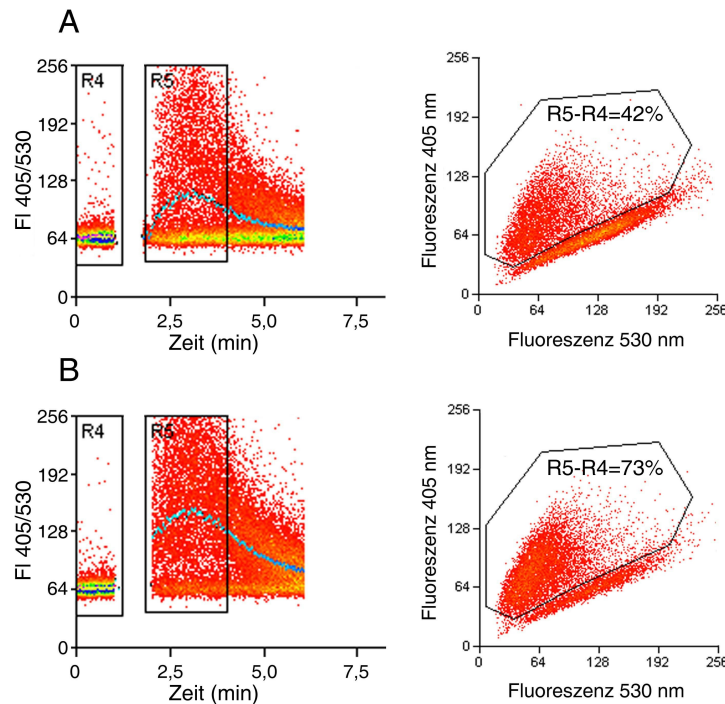 A
FI 405/530
256
192
128
64
0
R4
R5
0
2,5
5,0
7,5
Zeit (min)
Fluoreszenz 405 nm
256
192
128
64
0
R5-R4=42%
0
64
128
192
256
Fluoreszenz 530 nm
B
FI 405/530
256
192
128
64
0
R4
R5
0
2,5
5,0
7,5
Zeit (min)
Fluoreszenz 405 nm
256
192
128
64
0
R5-R4=73%
0
64
128
192
256
Fluoreszenz 530 nm